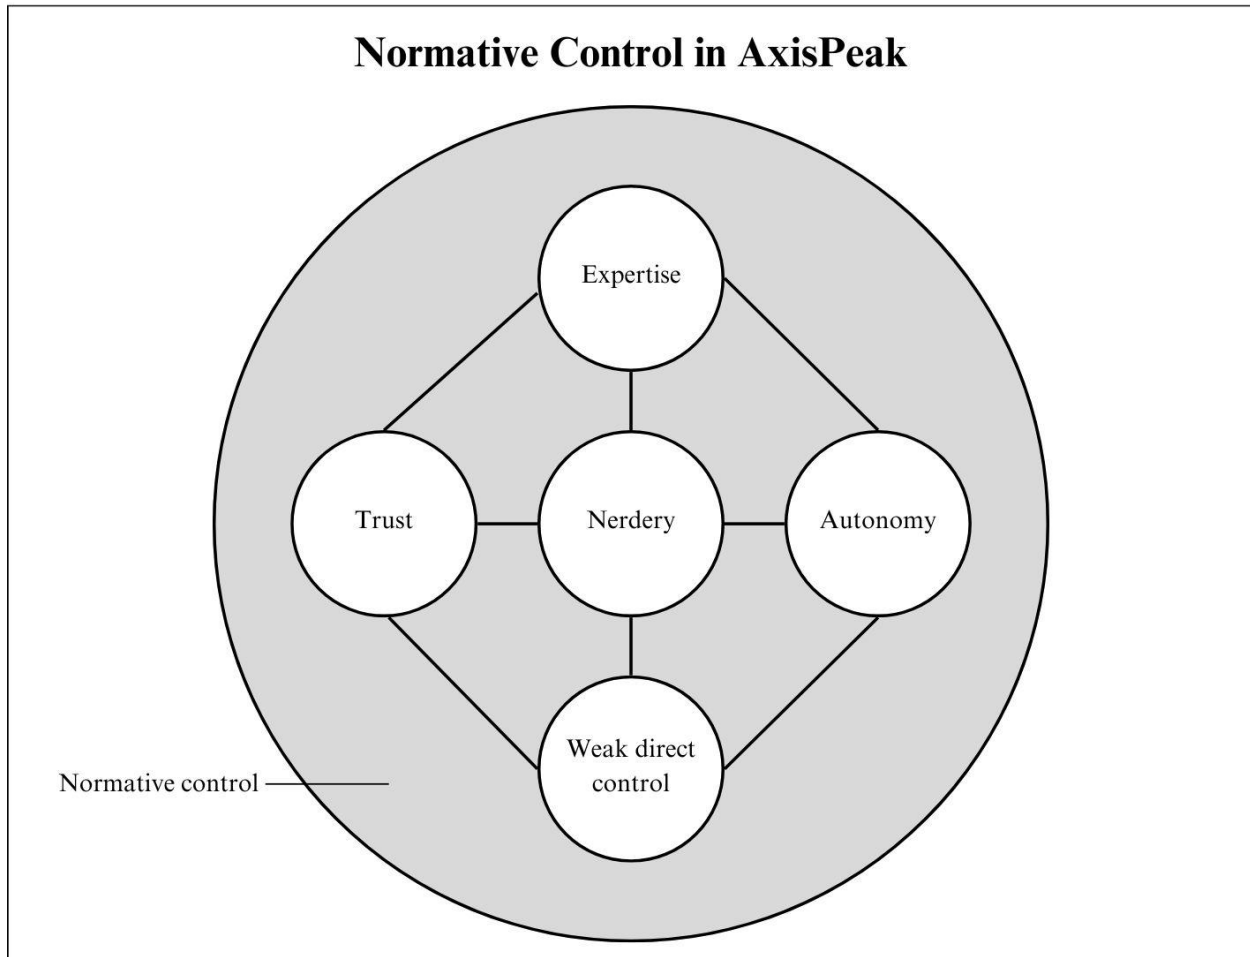 Normative Control in AxisPeak
Expertise
Trust
Nerdery
Autonomy
Weak direct
control
Normative control